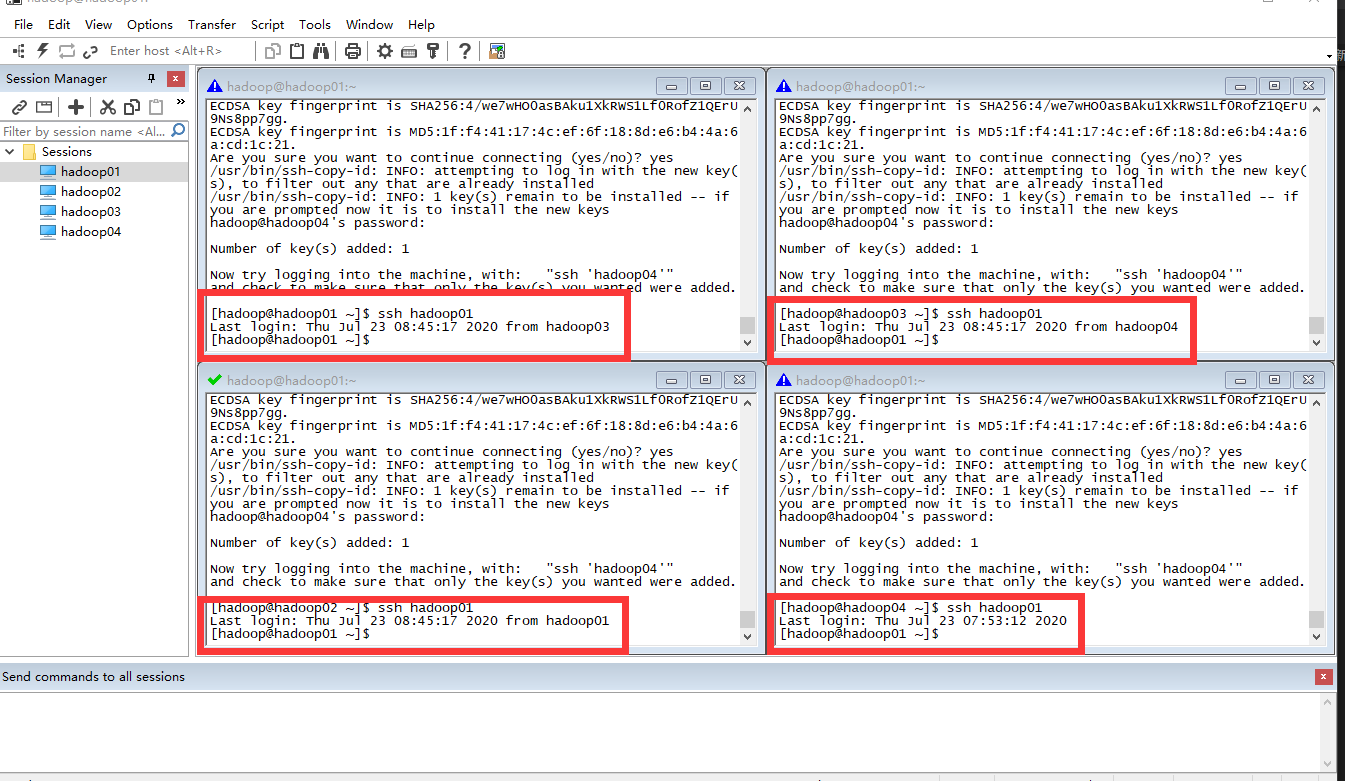 hadoop@hadoop01:~
File Edit View Options Transfer Script Tools Window Help
Enter host <Alt+R>
Session Manager
Filter by session name <Al...
Sessions
hadoop01
hadoop02
hadoop03
hadoop04
hadoop@hadoop01:~
ECDSA key fingerprint is SHA256:4/we7wHO0asBAku1XkRWS1Lf0RofZ1QErU
9Ns8pp7gg.
ECDSA key fingerprint is MD5:1f:f4:41:17:4c:ef:6f:18:8d:e6:b4:4a:6
a:cd:1c:21.
Are you sure you want to continue connecting (yes/no)? yes
/usr/bin/ssh-copy-id: INFO: attempting to log in with the new key(
s), to filter out any that are already installed
/usr/bin/ssh-copy-id: INFO: 1 key(s) remain to be installed -- if
you are prompted now it is to install the new keys
hadoop@hadoop04's password:
Number of key(s) added: 1
Now try logging into the machine, with:   "ssh 'hadoop04'"
and check to make sure that only the key(s) you wanted were added.
[hadoop@hadoop01 ~]$ ssh hadoop01
Last login: Thu Jul 23 08:45:17 2020 from hadoop03
[hadoop@hadoop01 ~]$
hadoop@hadoop01:~
ECDSA key fingerprint is SHA256:4/we7wHO0asBAku1XkRWS1Lf0RofZ1QErU
9Ns8pp7gg.
ECDSA key fingerprint is MD5:1f:f4:41:17:4c:ef:6f:18:8d:e6:b4:4a:6
a:cd:1c:21.
Are you sure you want to continue connecting (yes/no)? yes
/usr/bin/ssh-copy-id: INFO: attempting to log in with the new key(
s), to filter out any that are already installed
/usr/bin/ssh-copy-id: INFO: 1 key(s) remain to be installed -- if
you are prompted now it is to install the new keys
hadoop@hadoop04's password:
Number of key(s) added: 1
Now try logging into the machine, with:   "ssh 'hadoop04'"
and check to make sure that only the key(s) you wanted were added.
[hadoop@hadoop03 ~]$ ssh hadoop01
Last login: Thu Jul 23 08:45:17 2020 from hadoop04
[hadoop@hadoop01 ~]$
hadoop@hadoop01:~
ECDSA key fingerprint is SHA256:4/we7wHO0asBAku1XkRWS1Lf0RofZ1QErU
9Ns8pp7gg.
ECDSA key fingerprint is MD5:1f:f4:41:17:4c:ef:6f:18:8d:e6:b4:4a:6
a:cd:1c:21.
Are you sure you want to continue connecting (yes/no)? yes
/usr/bin/ssh-copy-id: INFO: attempting to log in with the new key(
s), to filter out any that are already installed
/usr/bin/ssh-copy-id: INFO: 1 key(s) remain to be installed -- if
you are prompted now it is to install the new keys
hadoop@hadoop04's password:
Number of key(s) added: 1
Now try logging into the machine, with:   "ssh 'hadoop04'"
and check to make sure that only the key(s) you wanted were added.
[hadoop@hadoop02 ~]$ ssh hadoop01
Last login: Thu Jul 23 08:45:17 2020 from hadoop01
[hadoop@hadoop01 ~]$
hadoop@hadoop01:~
ECDSA key fingerprint is SHA256:4/we7wHO0asBAku1XkRWS1Lf0RofZ1QErU
9Ns8pp7gg.
ECDSA key fingerprint is MD5:1f:f4:41:17:4c:ef:6f:18:8d:e6:b4:4a:6
a:cd:1c:21.
Are you sure you want to continue connecting (yes/no)? yes
/usr/bin/ssh-copy-id: INFO: attempting to log in with the new key(
s), to filter out any that are already installed
/usr/bin/ssh-copy-id: INFO: 1 key(s) remain to be installed -- if
you are prompted now it is to install the new keys
hadoop@hadoop04's password:
Number of key(s) added: 1
Now try logging into the machine, with:   "ssh 'hadoop04'"
and check to make sure that only the key(s) you wanted were added.
[hadoop@hadoop04 ~]$ ssh hadoop01
Last login: Thu Jul 23 07:53:12 2020
[hadoop@hadoop01 ~]$
Send commands to all sessions